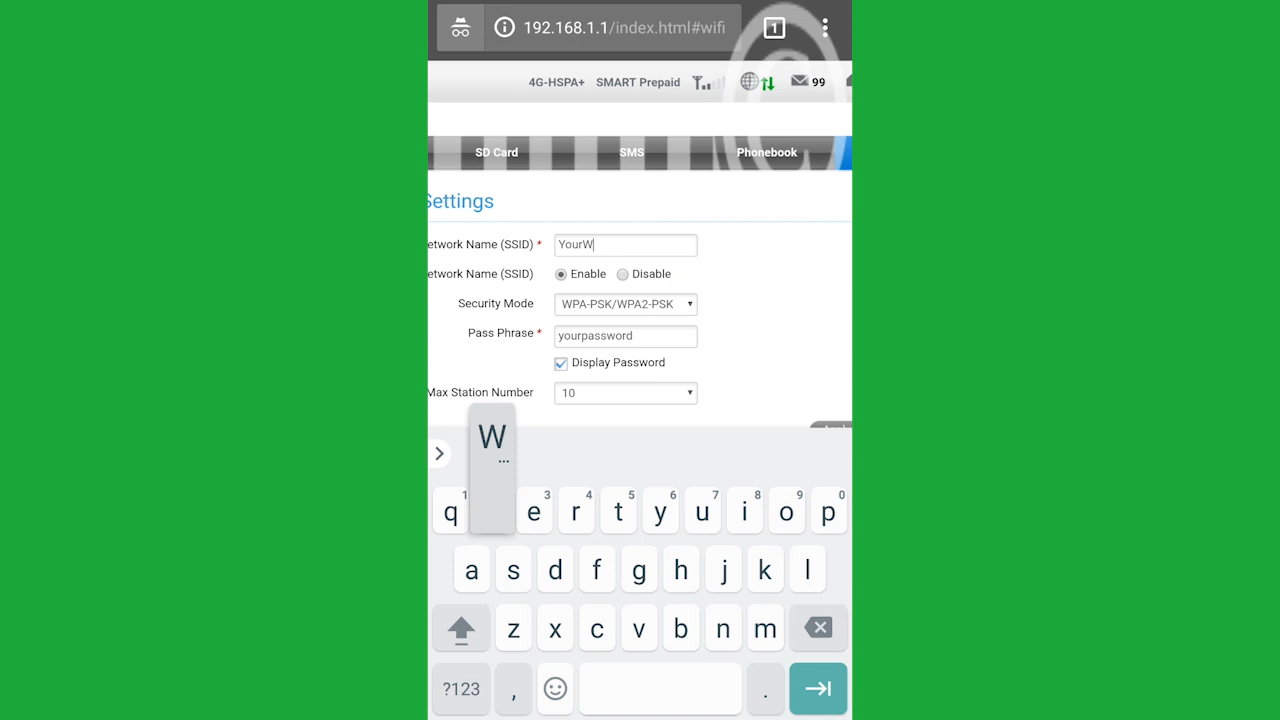 192.168.1.1/index.html#wifi 1
4G-HSPA+ SMART Prepaid 99
SD Card SMS Phonebook
Settings
etwork Name (SSID) * YourW
etwork Name (SSID) Enable Disable
Security Mode WPA-PSK/WPA2-PSK
Pass Phrase * yourpassword
Display Password
Max Station Number 10
W
...
q 1 e 3 r 4 t 5 y 6 u 7 i 8 o 9 p 0
a s d f g h j k l
z x c v b n m
?123 , .